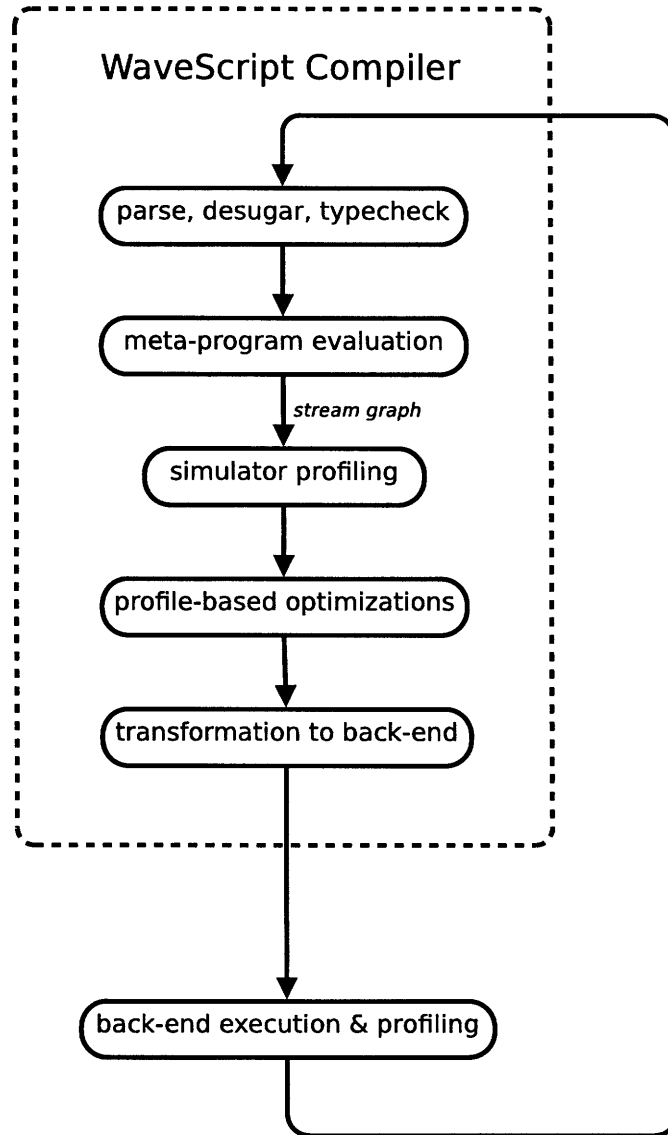 WaveScript Compiler
parse, desugar, typecheck
meta-program evaluation
stream graph
simulator profiling
profile-based optimizations
transformation to back-end
back-end execution & profiling